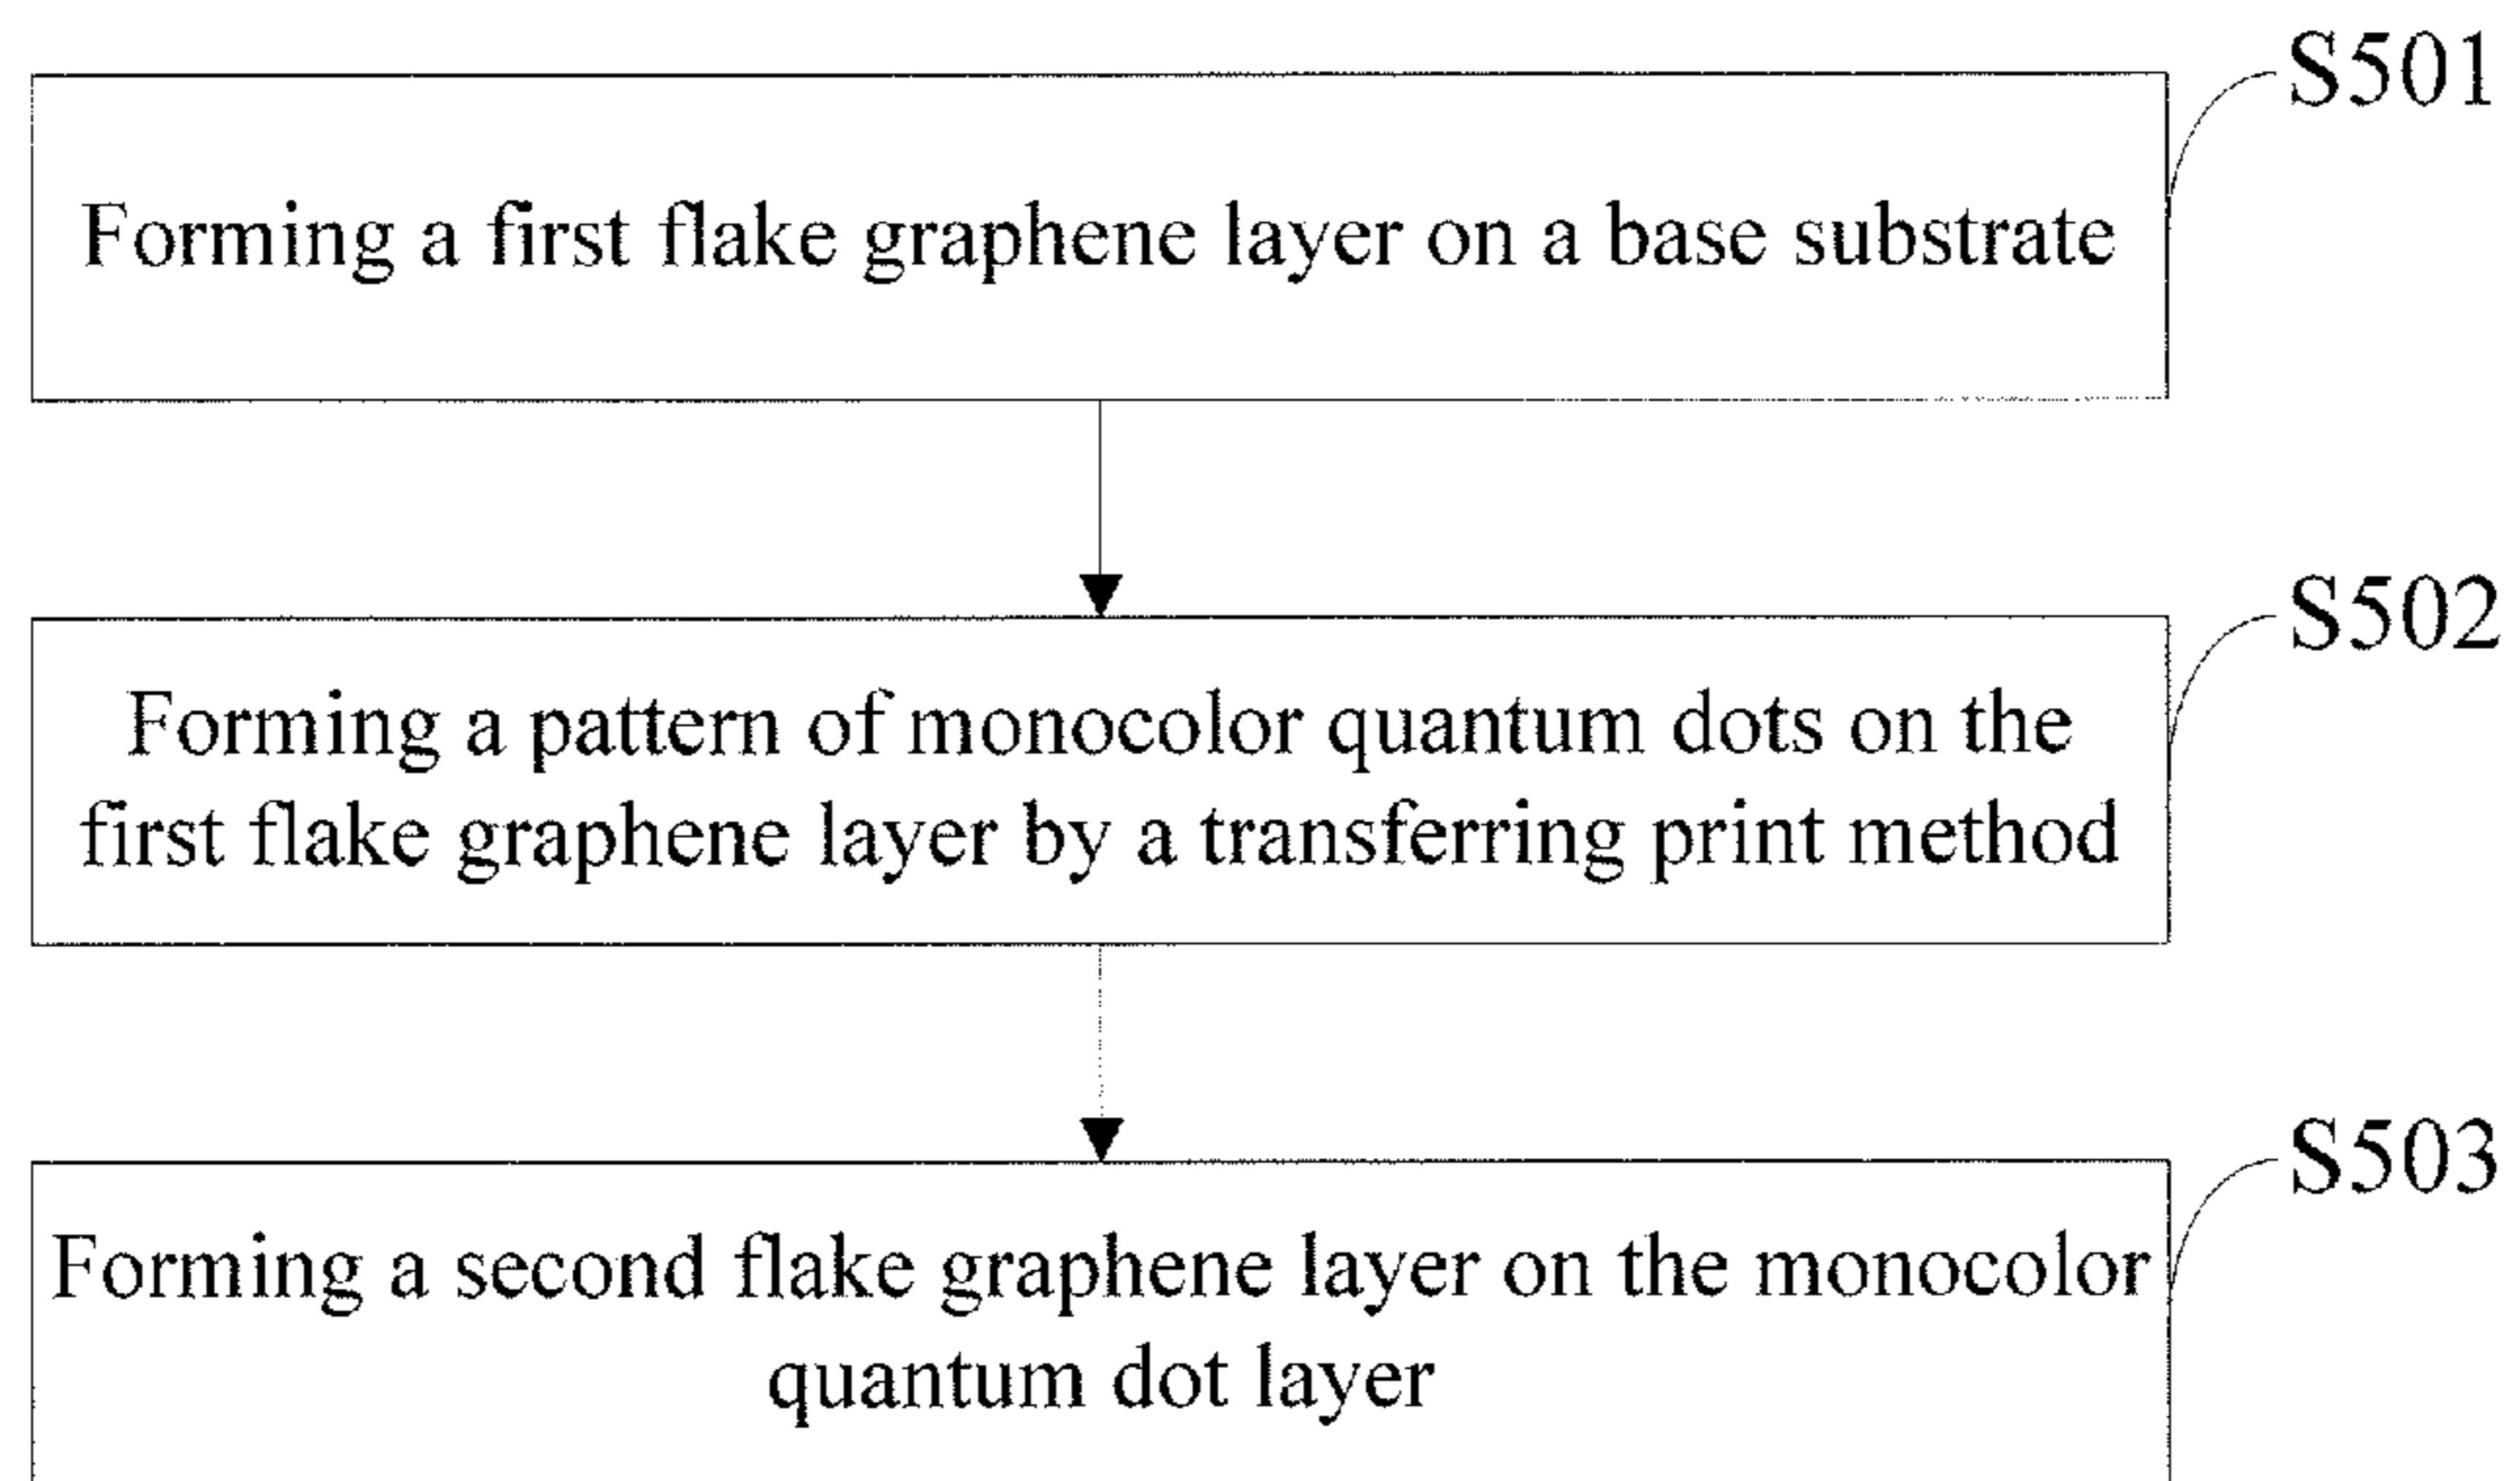 S501
Forming a first flake graphene layer on a base substrate
S502
Forming a pattern of monocolor quantum dots on the
first flake graphene layer by a transferring print method
S503
Forming a second flake graphene layer on the monocolor
quantum dot layer